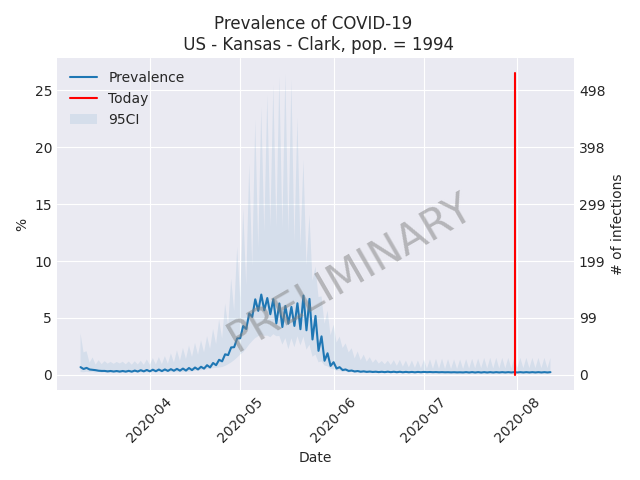 Prevalence of COVID-19
US - Kansas - Clark, pop. = 1994
Prevalence
Today
95CI
25
20
15
10
5
0
%
498
398
299
199
99
0
# of infections
PRELIMINARY
2020-04
2020-05
2020-06
2020-07
2020-08
Date